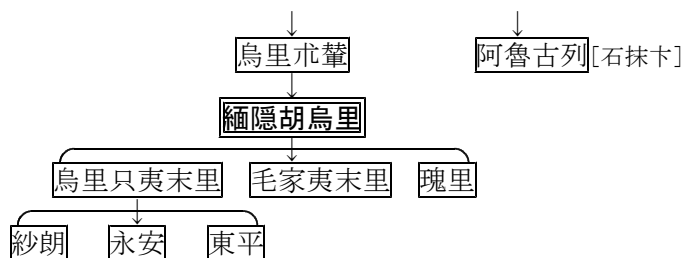 烏里朮輦 阿魯古列[石抹卞]
緬隠胡烏里
烏里只夷末里 毛家夷末里 瑰里
紗朗 永安 東平